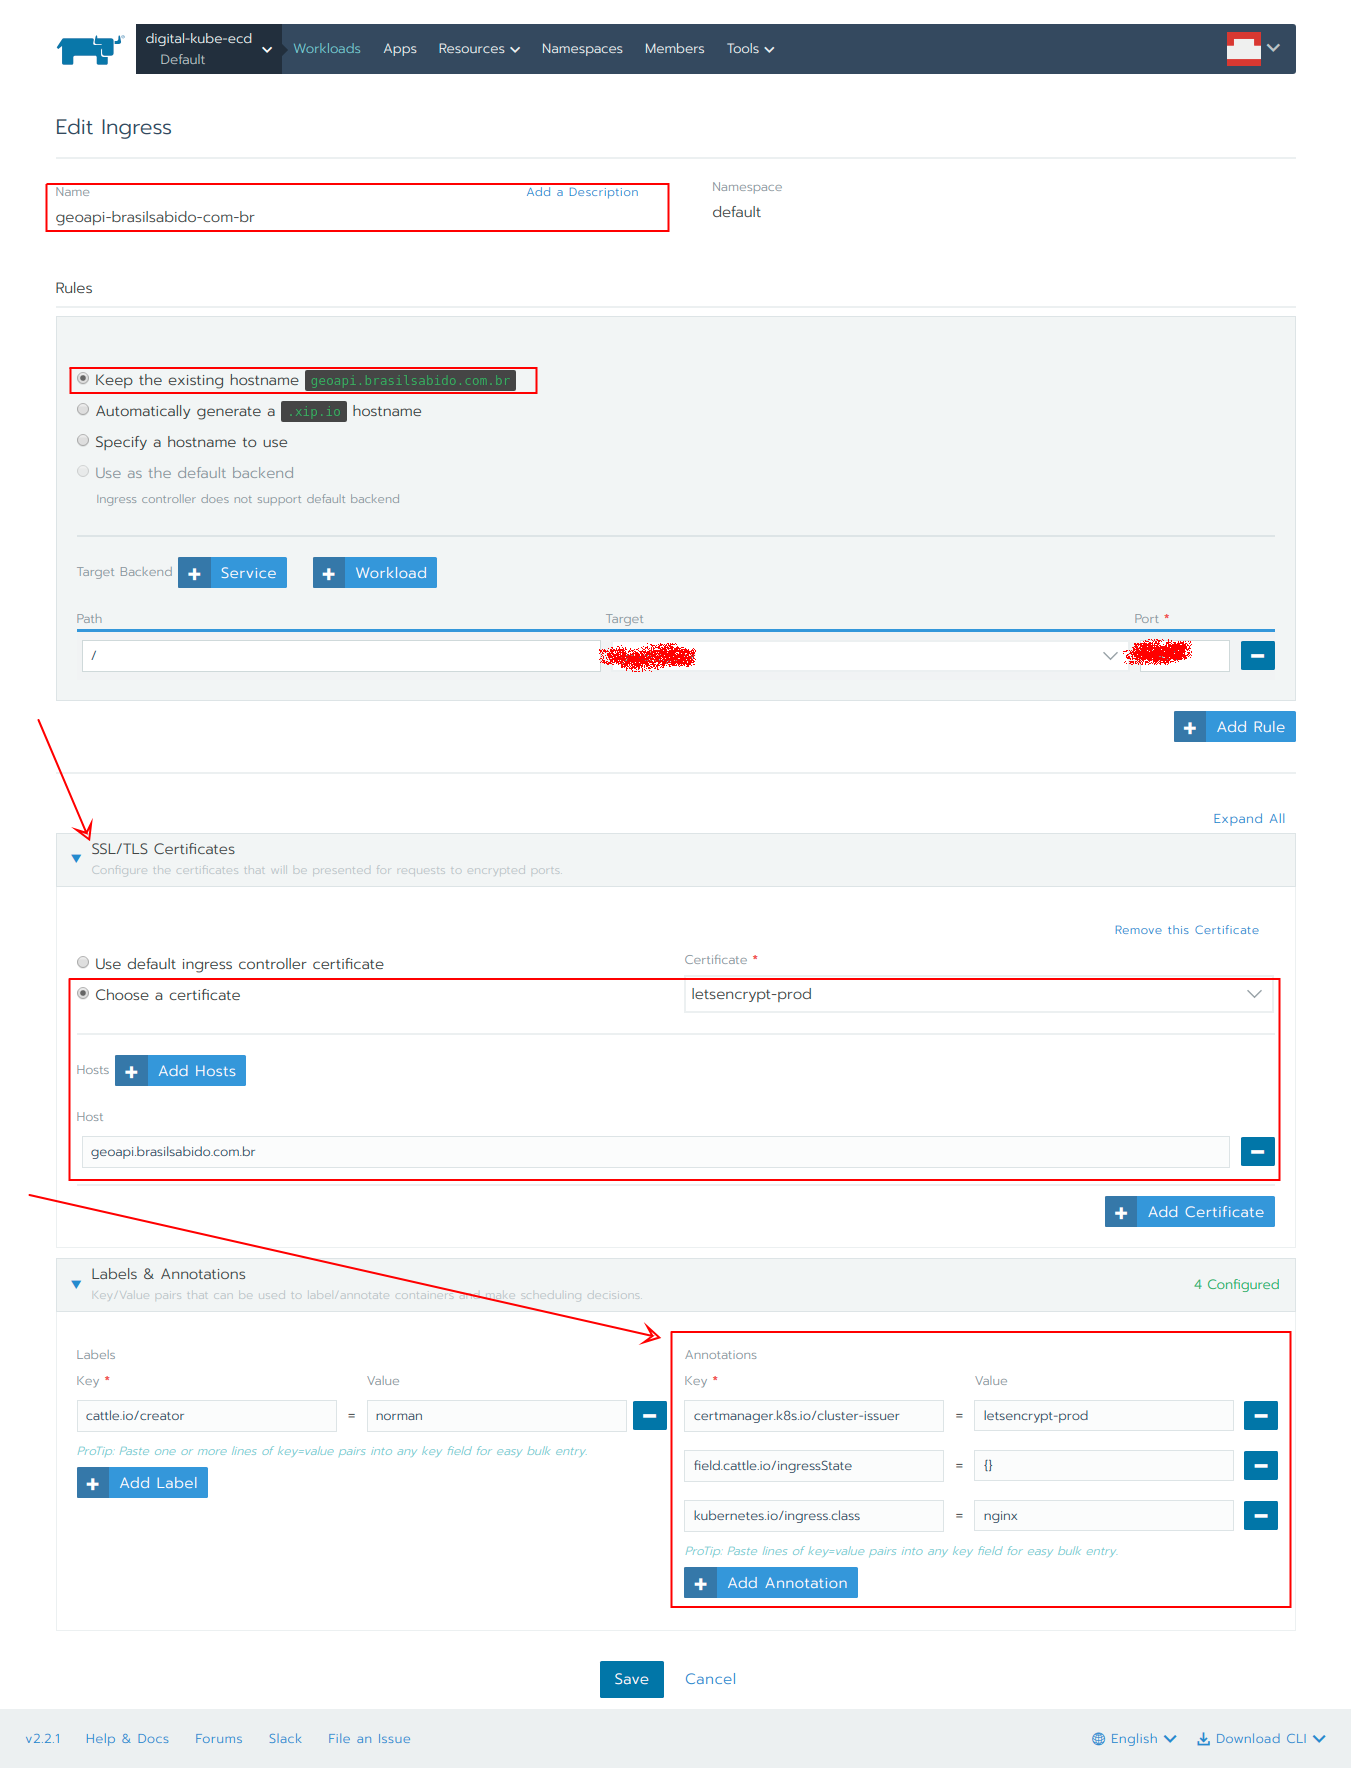 digital-kube-ecd
Default
Workloads Apps Resources Namespaces Members Tools
Edit Ingress
Name Add a Description Namespace
geoapi-brasilsabido-com-br default
Rules
Keep the existing hostname geoapi.brasilsabido.com.br
Automatically generate a .xip.io hostname
Specify a hostname to use
Use as the default backend
Ingress controller does not support default backend
Target Backend Service Workload
Path Target Port *
/
Add Rule
Expand All
SSL/TLS Certificates
Configure the certificates that will be presented for requests to encrypted ports.
Remove this Certificate
Use default ingress controller certificate Certificate *
Choose a certificate letsencrypt-prod
Hosts Add Hosts
Host
geoapi.brasilsabido.com.br
Add Certificate
Labels & Annotations 4 Configured
Key/Value pairs that can be used to label/annotate containers and make scheduling decisions.
Labels Annotations
Key * Value Key * Value
cattle.io/creator = norman certmanager.k8s.io/cluster-issuer = letsencrypt-prod
ProTip: Paste one or more lines of key=value pairs into any key field for easy bulk entry.
field.cattle.io/ingressState = {}
Add Label
kubernetes.io/ingress.class = nginx
ProTip: Paste lines of key=value pairs into any key field for easy bulk entry.
Add Annotation
Save Cancel
v2.2.1 Help & Docs Forums Slack File an Issue English Download CLI